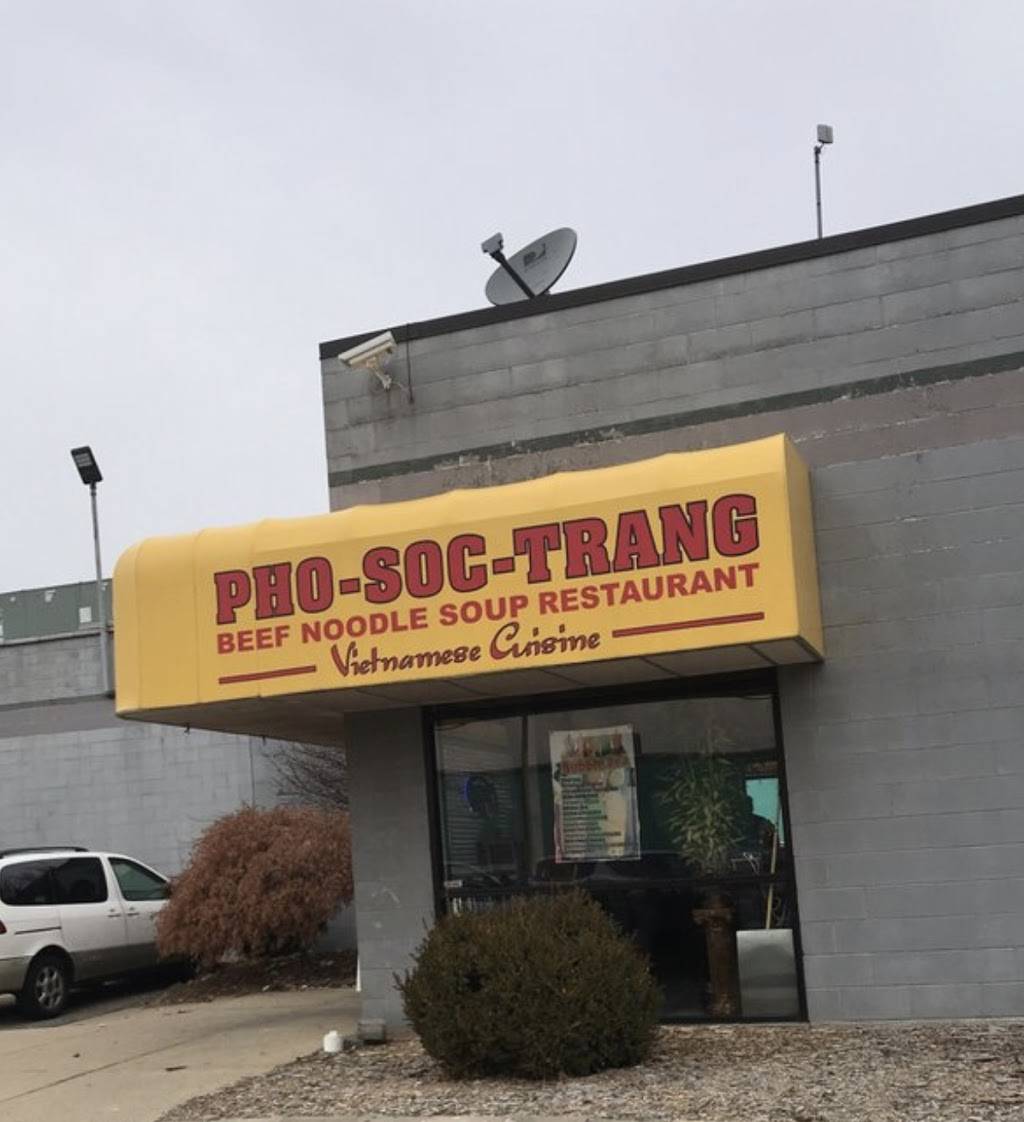 PHO-SOC-TRANG
BEEF NOODLE SOUP RESTAURANT
Vietnamese Cuisine